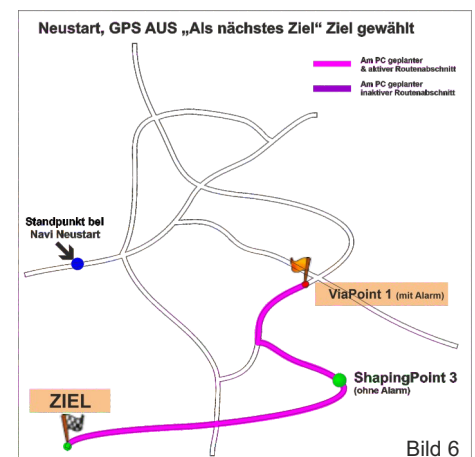 Neustart, GPS AUS „Als nächstes Ziel“ Ziel gewählt
Am PC geplanter
& aktiver Routenabschnitt
Am PC geplanter
inaktiver Routenabschnitt
Standpunkt bei
Navi Neustart
ViaPoint 1 (mit Alarm)
ShapingPoint 3
(ohne Alarm)
ZIEL
Bild 6